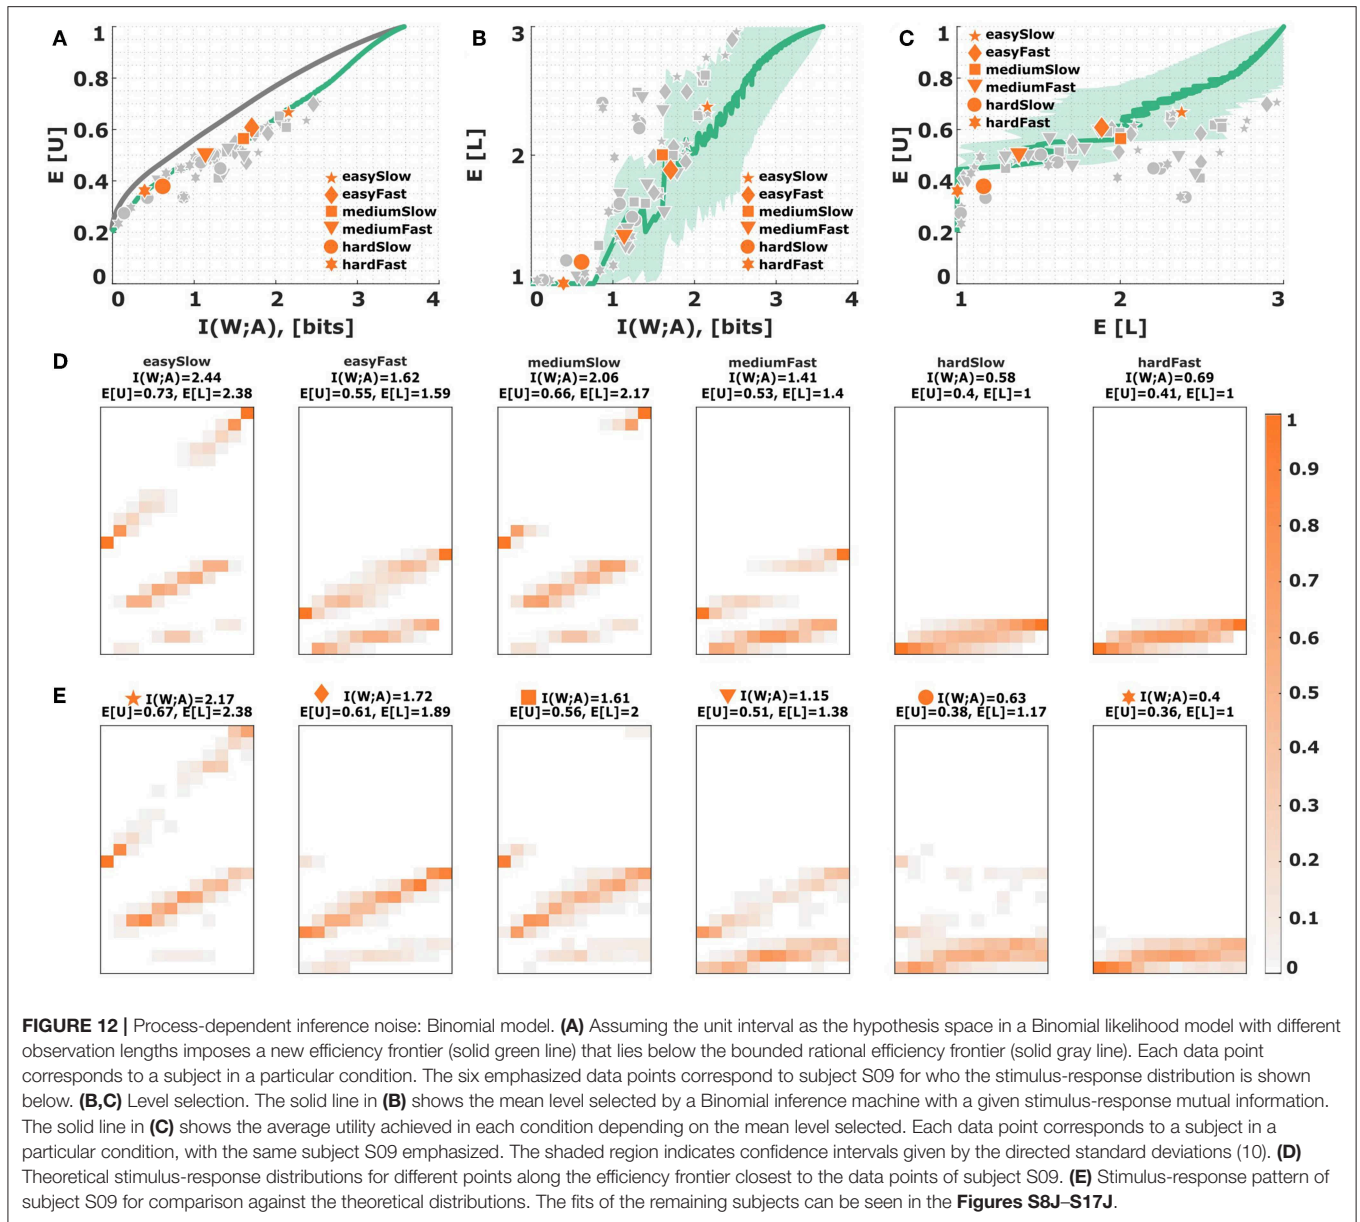 A
1
0.8
0.6
0.4
0.2
0
E [U]
0
1
2
3
4
I(W;A), [bits]
easySlow
easyFast
mediumSlow
mediumFast
hardSlow
hardFast
B
3
2
1
E [L]
0
1
2
3
4
I(W;A), [bits]
easySlow
easyFast
mediumSlow
mediumFast
hardSlow
hardFast
C
1
0.8
0.6
0.4
0.2
0
E [U]
1
2
3
E [L]
easySlow
easyFast
mediumSlow
mediumFast
hardSlow
hardFast
D
easySlow
I(W;A)=2.44
E[U]=0.73, E[L]=2.38
easyFast
I(W;A)=1.62
E[U]=0.55, E[L]=1.59
mediumSlow
I(W;A)=2.06
E[U]=0.66, E[L]=2.17
mediumFast
I(W;A)=1.41
E[U]=0.53, E[L]=1.4
hardSlow
I(W;A)=0.58
E[U]=0.4, E[L]=1
hardFast
I(W;A)=0.69
E[U]=0.41, E[L]=1
1
0.9
0.8
0.7
0.6
0.5
0.4
0.3
0.2
0.1
0
E
I(W;A)=2.17
E[U]=0.67, E[L]=2.38
I(W;A)=1.72
E[U]=0.61, E[L]=1.89
I(W;A)=1.61
E[U]=0.56, E[L]=2
I(W;A)=1.15
E[U]=0.51, E[L]=1.38
I(W;A)=0.63
E[U]=0.38, E[L]=1.17
I(W;A)=0.4
E[U]=0.36, E[L]=1
FIGURE 12 | Process-dependent inference noise: Binomial model. (A) Assuming the unit interval as the hypothesis space in a Binomial likelihood model with different
observation lengths imposes a new efficiency frontier (solid green line) that lies below the bounded rational efficiency frontier (solid gray line). Each data point
corresponds to a subject in a particular condition. The six emphasized data points correspond to subject S09 for who the stimulus-response distribution is shown
below. (B,C) Level selection. The solid line in (B) shows the mean level selected by a Binomial inference machine with a given stimulus-response mutual information.
The solid line in (C) shows the average utility achieved in each condition depending on the mean level selected. Each data point corresponds to a subject in a
particular condition, with the same subject S09 emphasized. The shaded region indicates confidence intervals given by the directed standard deviations (10). (D)
Theoretical stimulus-response distributions for different points along the efficiency frontier closest to the data points of subject S09. (E) Stimulus-response pattern of
subject S09 for comparison against the theoretical distributions. The fits of the remaining subjects can be seen in the Figures S8J–S17J.